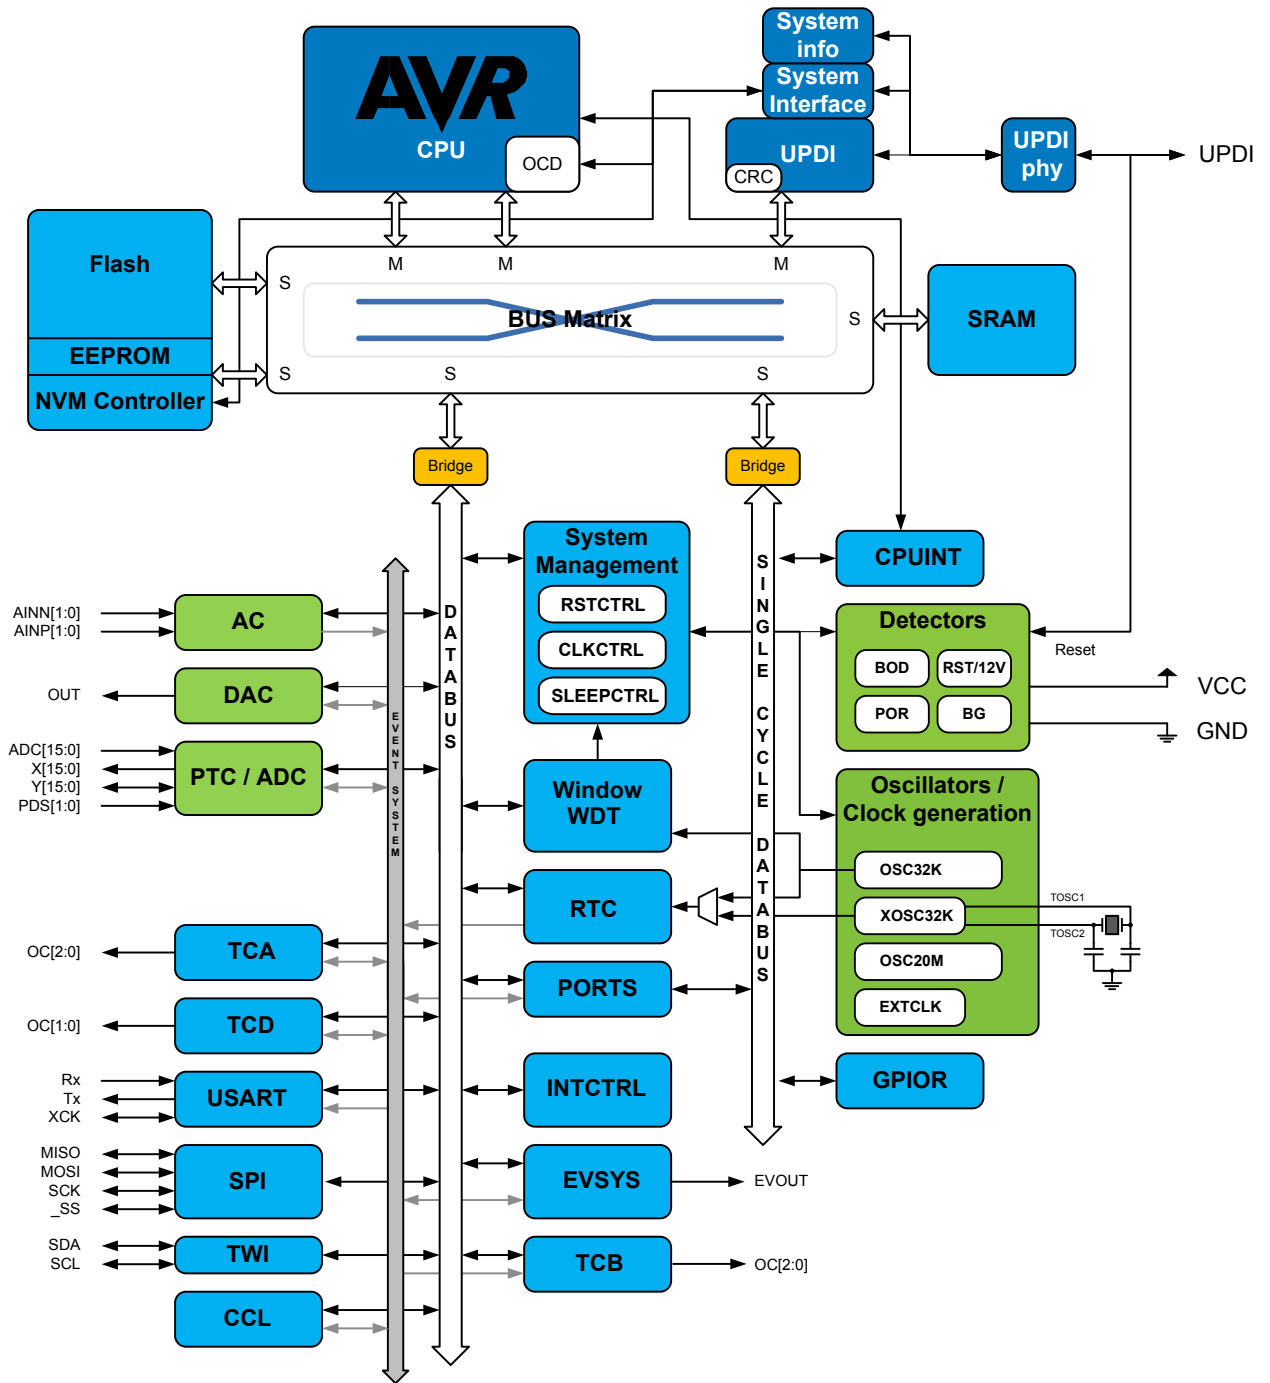 AVR
CPU
OCD
System
info
System
Interface
UPDI
CRC
UPDI
phy
UPDI
Flash
EEPROM
NVM Controller
M
M
M
S
S
S
S
S
BUS Matrix
SRAM
Bridge
Bridge
System
Management
RSTCTRL
CLKCTRL
SLEEPCTRL
CPUINT
AINN[1:0]
AINP[1:0]
AC
OUT
DAC
ADC[15:0]
X[15:0]
Y[15:0]
PDS[1:0]
PTC / ADC
EVENT SYSTEM
DATABUS
SINGLE CYCLE DATABUS
Detectors
BOD
RST/12V
POR
BG
Reset
VCC
GND
Window
WDT
Oscillators /
Clock generation
OSC32K
XOSC32K
OSC20M
EXTCLK
TOSC1
TOSC2
RTC
OC[2:0]
TCA
PORTS
OC[1:0]
TCD
Rx
Tx
XCK
USART
INTCTRL
GPIOR
MISO
MOSI
SCK
_SS
SPI
EVSYS
EVOUT
SDA
SCL
TWI
TCB
OC[2:0]
CCL